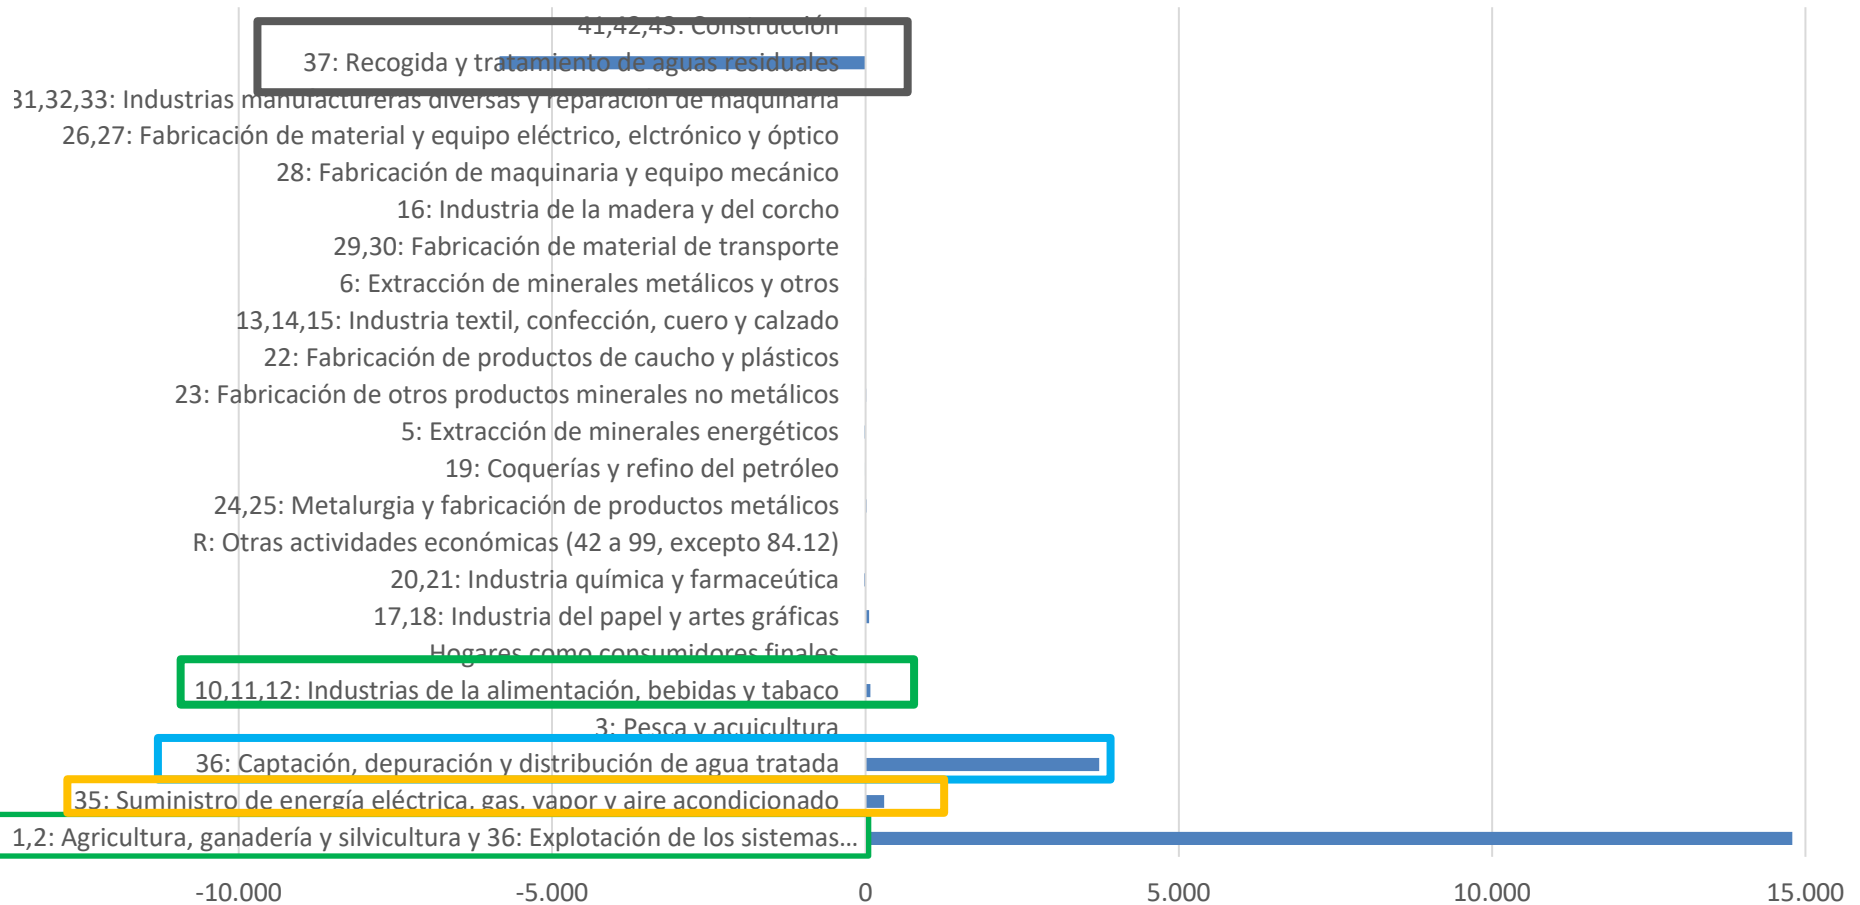 41,42,43: Construcción
37: Recogida y tratamiento de aguas residuales
31,32,33: Industrias manufactureras diversas y reparación de maquinaria
26,27: Fabricación de material y equipo eléctrico, elctrónico y óptico
28: Fabricación de maquinaria y equipo mecánico
16: Industria de la madera y del corcho
29,30: Fabricación de material de transporte
6: Extracción de minerales metálicos y otros
13,14,15: Industria textil, confección, cuero y calzado
22: Fabricación de productos de caucho y plásticos
23: Fabricación de otros productos minerales no metálicos
5: Extracción de minerales energéticos
19: Coquerías y refino del petróleo
24,25: Metalurgia y fabricación de productos metálicos
R: Otras actividades económicas (42 a 99, excepto 84.12)
20,21: Industria química y farmaceútica
17,18: Industria del papel y artes gráficas
Hogares como consumidores finales
10,11,12: Industrias de la alimentación, bebidas y tabaco
3: Pesca y acuicultura
36: Captación, depuración y distribución de agua tratada
35: Suministro de energía eléctrica, gas, vapor y aire acondicionado
1,2: Agricultura, ganadería y silvicultura y 36: Explotación de los sistemas...
-10.000 -5.000 0 5.000 10.000 15.000